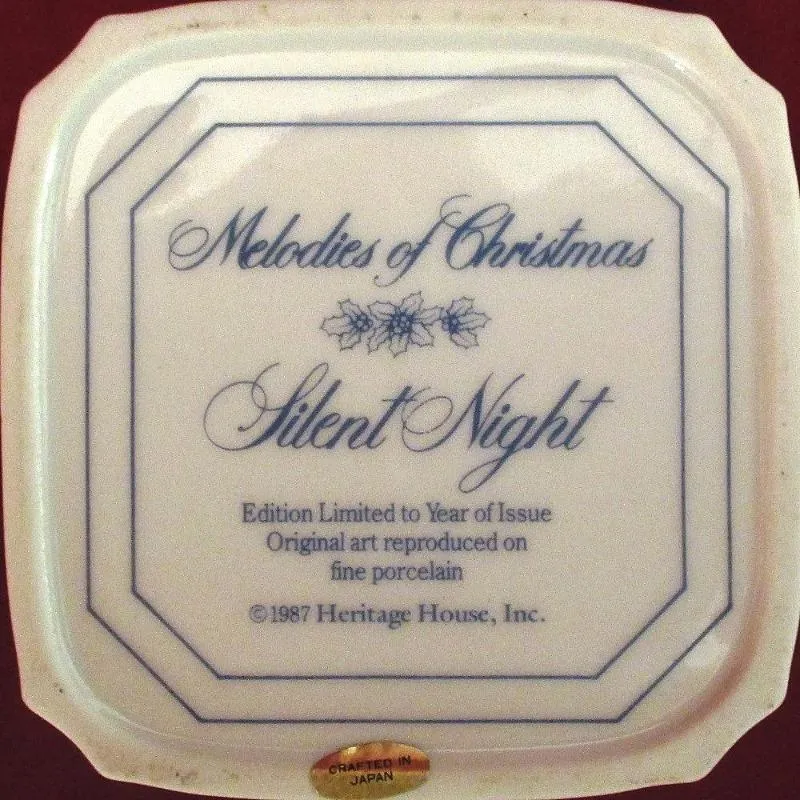 Melodies of Christmas
Silent Night
Edition Limited to Year of Issue
Original art reproduced on
fine porcelain
©1987 Heritage House, Inc.
CRAFTED IN
JAPAN